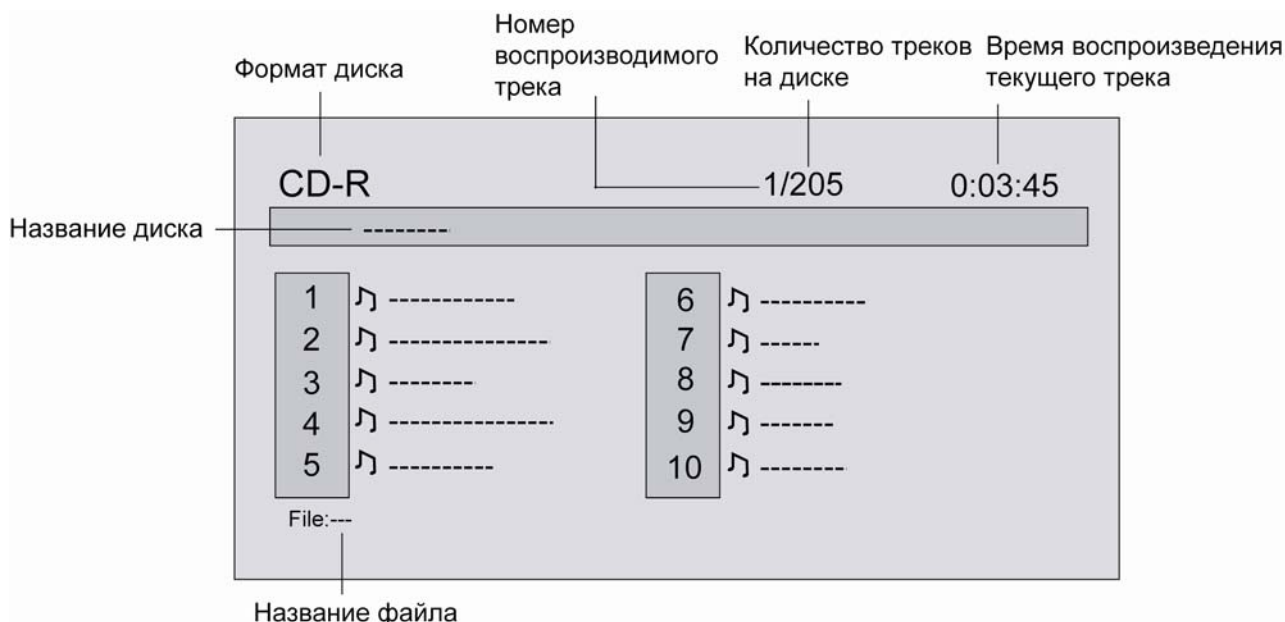 Номер
воспроизводимого
трека
Количество треков
на диске
Время воспроизведения
текущего трека
Формат диска
CD-R
1/205
0:03:45
Название диска
---------
1 ------------
2 ----------------
3 ---------
4 ----------------
5 ----------
6 ----------
7 ------
8 --------
9 -------
10 ---------
File:---
Название файла